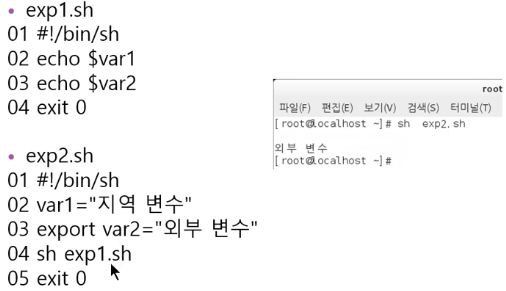 • exp1.sh
01 #!/bin/sh
02 echo $var1
03 echo $var2
04 exit 0
• exp2.sh
01 #!/bin/sh
02 var1="지역 변수"
03 export var2="외부 변수"
04 sh exp1.sh
05 exit 0
root
파일(F) 편집(E) 보기(V) 검색(S) 터미널(T)
[root@localhost ~]# sh exp2.sh
외부 변수
[root@localhost ~]#